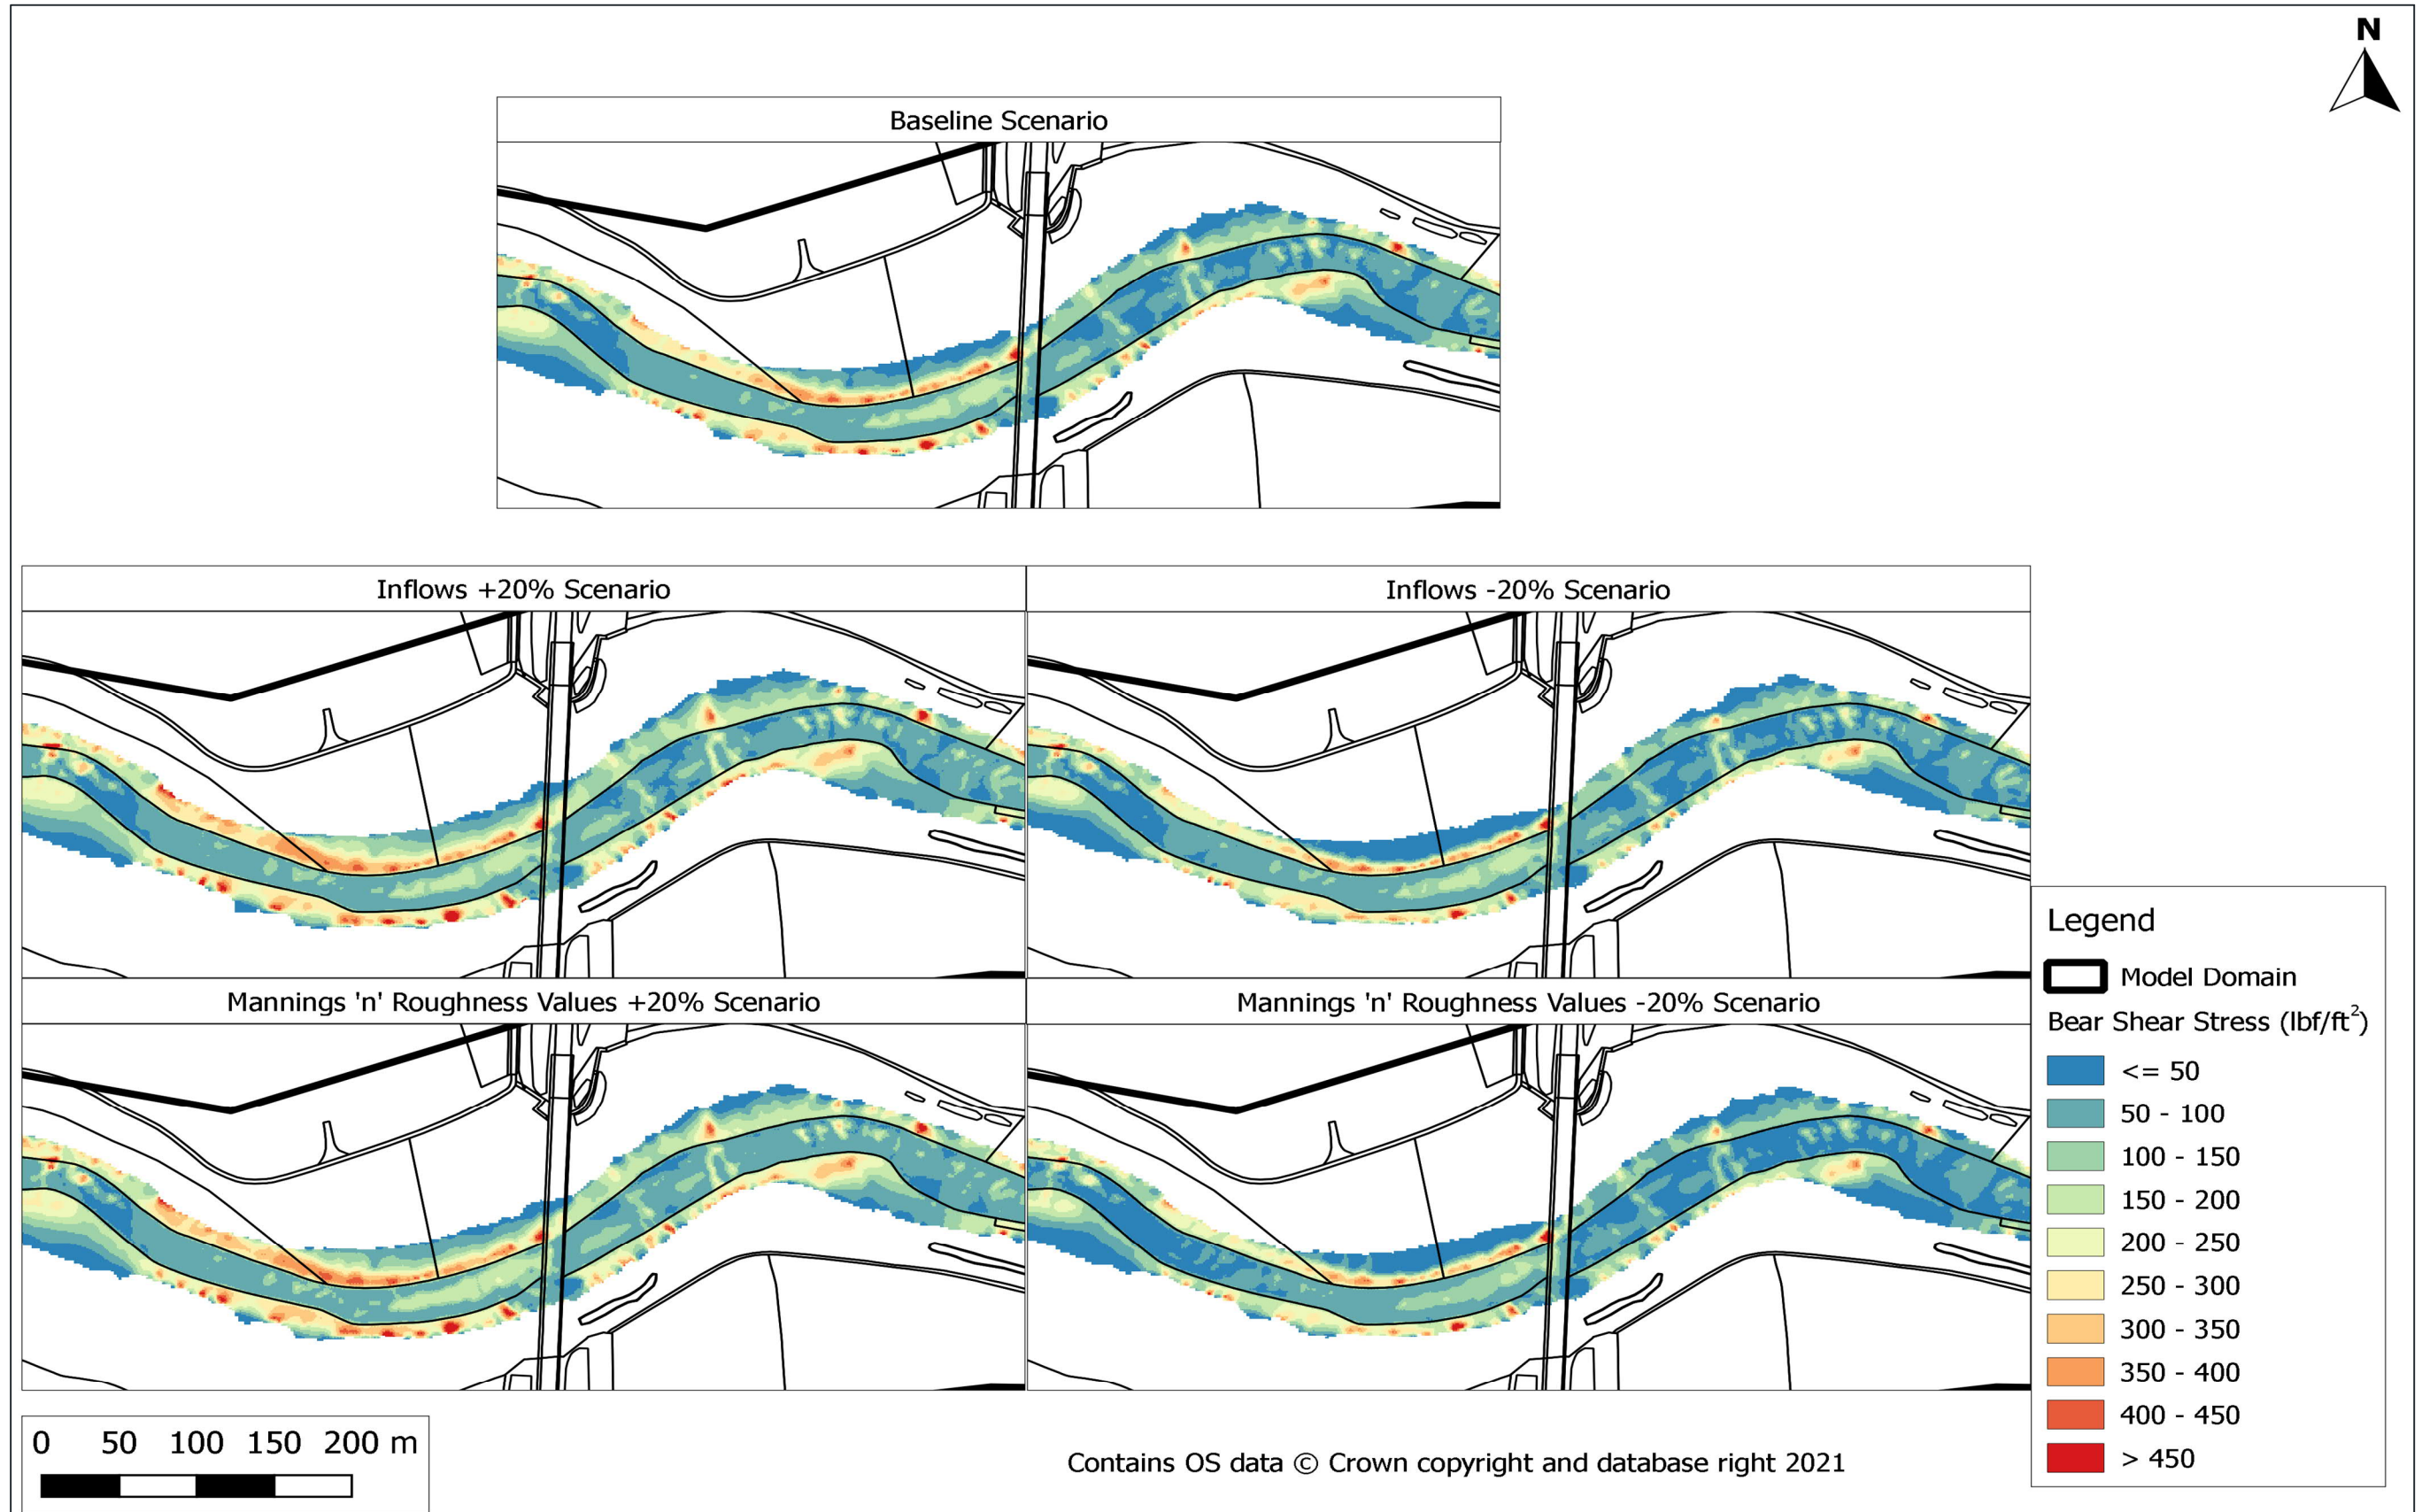 N
Baseline Scenario
Inflows +20% Scenario
Inflows -20% Scenario
Mannings 'n' Roughness Values +20% Scenario
Mannings 'n' Roughness Values -20% Scenario
Legend
Model Domain
Bear Shear Stress (lbf/ft²)
<= 50
50 - 100
100 - 150
150 - 200
200 - 250
250 - 300
300 - 350
350 - 400
400 - 450
> 450
0 50 100 150 200 m
Contains OS data © Crown copyright and database right 2021